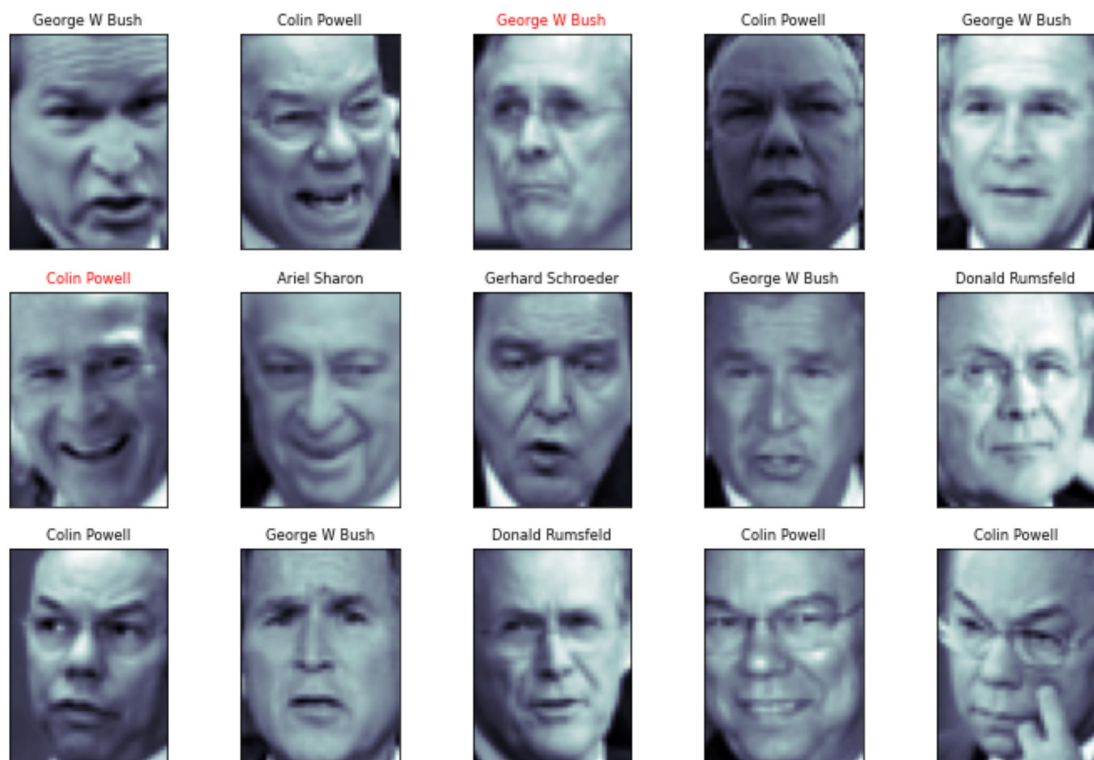 George W Bush
Colin Powell
George W Bush
Colin Powell
George W Bush
Colin Powell
Ariel Sharon
Gerhard Schroeder
George W Bush
Donald Rumsfeld
Colin Powell
George W Bush
Donald Rumsfeld
Colin Powell
Colin Powell